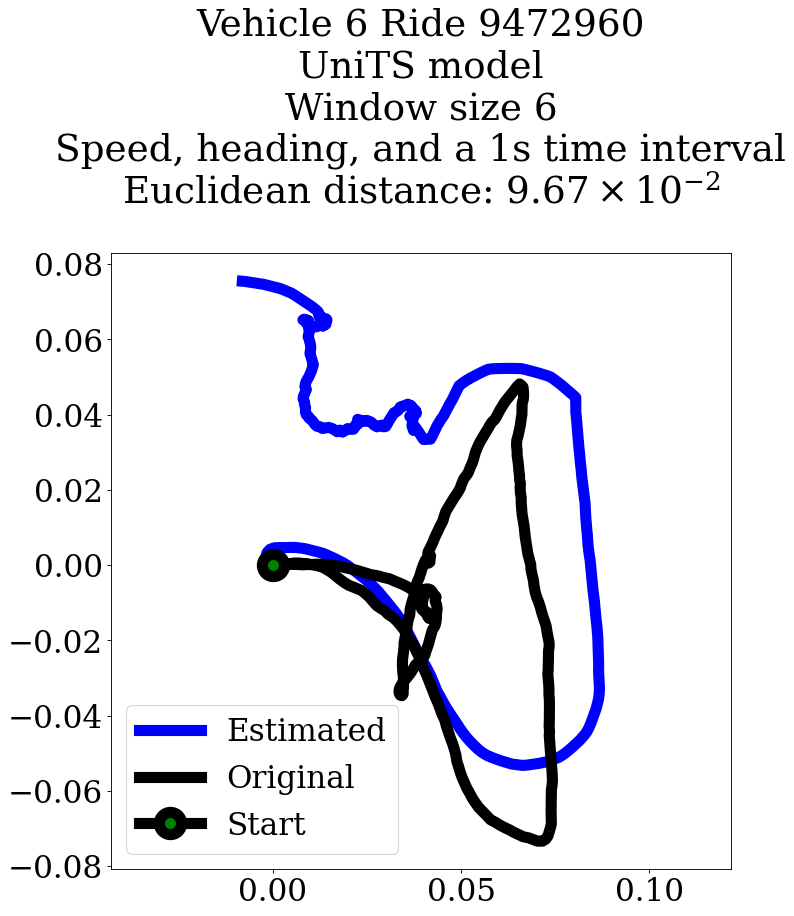 Vehicle 6 Ride 9472960
UniTS model
Window size 6
Speed, heading, and a 1s time interval
Euclidean distance: 9.67 × 10⁻²
0.08
0.06
0.04
0.02
0.00
−0.02
−0.04
−0.06
−0.08
Estimated
Original
Start
0.00 0.05 0.10